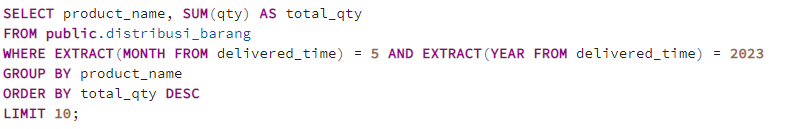 SELECT product_name, SUM(qty) AS total_qty
FROM public.distribusi_barang
WHERE EXTRACT(MONTH FROM delivered_time) = 5 AND EXTRACT(YEAR FROM delivered_time) = 2023
GROUP BY product_name
ORDER BY total_qty DESC
LIMIT 10;